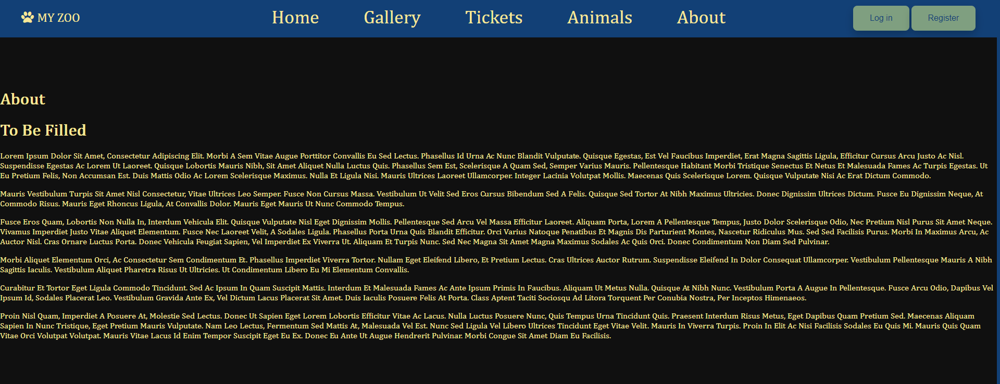 MY ZOO
Home
Gallery
Tickets
Animals
About
Log in
Register
About
To Be Filled
Lorem Ipsum Dolor Sit Amet, Consectetur Adipiscing Elit. Morbi A Sem Vitae Augue Porttitor Convallis Eu Sed Lectus. Phasellus Id Urna Ac Nunc Blandit Vulputate. Quisque Egestas, Est Vel Faucibus Imperdiet, Erat Magna Sagittis Ligula, Efficitur Cursus Arcu Justo Ac Nisl.
Suspendisse Egestas Ac Lorem Ut Laoreet. Quisque Lobortis Mauris Nibh, Sit Amet Aliquet Nulla Luctus Quis. Phasellus Sem Est, Scelerisque A Quam Sed, Semper Varius Mauris. Pellentesque Habitant Morbi Tristique Senectus Et Netus Et Malesuada Fames Ac Turpis Egestas. Ut
Eu Pretium Felis, Non Accumsan Est. Duis Mattis Odio Ac Lorem Scelerisque Maximus. Nulla Et Ligula Nisi. Mauris Ultrices Laoreet Ullamcorper. Integer Lacinia Volutpat Mollis. Maecenas Quis Scelerisque Lorem. Quisque Vulputate Nisi Ac Erat Dictum Commodo.
Mauris Vestibulum Turpis Sit Amet Nisl Consectetur, Vitae Ultrices Leo Semper. Fusce Non Cursus Massa. Vestibulum Ut Velit Sed Eros Cursus Bibendum Sed A Felis. Quisque Sed Tortor At Nibh Maximus Ultricies. Donec Dignissim Ultrices Dictum. Fusce Eu Dignissim Neque, At
Commodo Risus. Mauris Eget Rhoncus Ligula, At Convallis Dolor. Mauris Eget Mauris Ut Nunc Commodo Tempus.
Fusce Eros Quam, Lobortis Non Nulla In, Interdum Vehicula Elit. Quisque Vulputate Nisl Eget Dignissim Mollis. Pellentesque Sed Arcu Vel Massa Efficitur Laoreet. Aliquam Porta, Lorem A Pellentesque Tempus, Justo Dolor Scelerisque Odio, Nec Pretium Nisl Purus Sit Amet Neque.
Vivamus Imperdiet Justo Vitae Aliquet Elementum. Fusce Nec Laoreet Velit, A Sodales Ligula. Phasellus Porta Urna Quis Blandit Efficitur. Orci Varius Natoque Penatibus Et Magnis Dis Parturient Montes, Nascetur Ridiculus Mus. Sed Sed Facilisis Purus. Morbi In Maximus Arcu, Ac
Auctor Nisl. Cras Ornare Luctus Porta. Donec Vehicula Feugiat Sapien, Vel Imperdiet Ex Viverra Ut. Aliquam Et Turpis Nunc. Sed Nec Magna Sit Amet Magna Maximus Sodales Ac Quis Orci. Donec Condimentum Non Diam Sed Pulvinar.
Morbi Aliquet Elementum Orci, Ac Consectetur Sem Condimentum Et. Phasellus Imperdiet Viverra Tortor. Nullam Eget Eleifend Libero, Et Pretium Lectus. Cras Ultrices Auctor Rutrum. Suspendisse Eleifend In Dolor Consequat Ullamcorper. Vestibulum Pellentesque Mauris A Nibh
Sagittis Iaculis. Vestibulum Aliquet Pharetra Risus Ut Ultricies. Ut Condimentum Libero Eu Mi Elementum Convallis.
Curabitur Et Tortor Eget Ligula Commodo Tincidunt. Sed Ac Ipsum In Quam Suscipit Mattis. Interdum Et Malesuada Fames Ac Ante Ipsum Primis In Faucibus. Aliquam Ut Metus Nulla. Quisque At Nibh Nunc. Vestibulum Porta A Augue In Pellentesque. Fusce Arcu Odio, Dapibus Vel
Ipsum Id, Sodales Placerat Leo. Vestibulum Gravida Ante Ex, Vel Dictum Lacus Placerat Sit Amet. Duis Iaculis Posuere Felis At Porta. Class Aptent Taciti Sociosqu Ad Litora Torquent Per Conubia Nostra, Per Inceptos Himenaeos.
Proin Nisl Quam, Imperdiet A Posuere At, Molestie Sed Lectus. Donec Ut Sapien Eget Lorem Lobortis Efficitur Vitae Ac Lacus. Nulla Luctus Posuere Nunc, Quis Tempus Urna Tincidunt Quis. Praesent Interdum Risus Metus, Eget Dapibus Quam Pretium Sed. Maecenas Aliquam
Sapien In Nunc Tristique, Eget Pretium Mauris Vulputate. Nam Leo Lectus, Fermentum Sed Mattis At, Malesuada Vel Est. Nunc Sed Ligula Vel Libero Ultrices Tincidunt Eget Vitae Velit. Mauris In Viverra Turpis. Proin In Elit Ac Nisi Facilisis Sodales Eu Quis Mi. Mauris Quis Quam
Vitae Orci Volutpat Volutpat. Mauris Vitae Lacus Id Enim Tempor Suscipit Eget Eu Ex. Donec Eu Ante Ut Augue Hendrerit Pulvinar. Morbi Congue Sit Amet Diam Eu Facilisis.